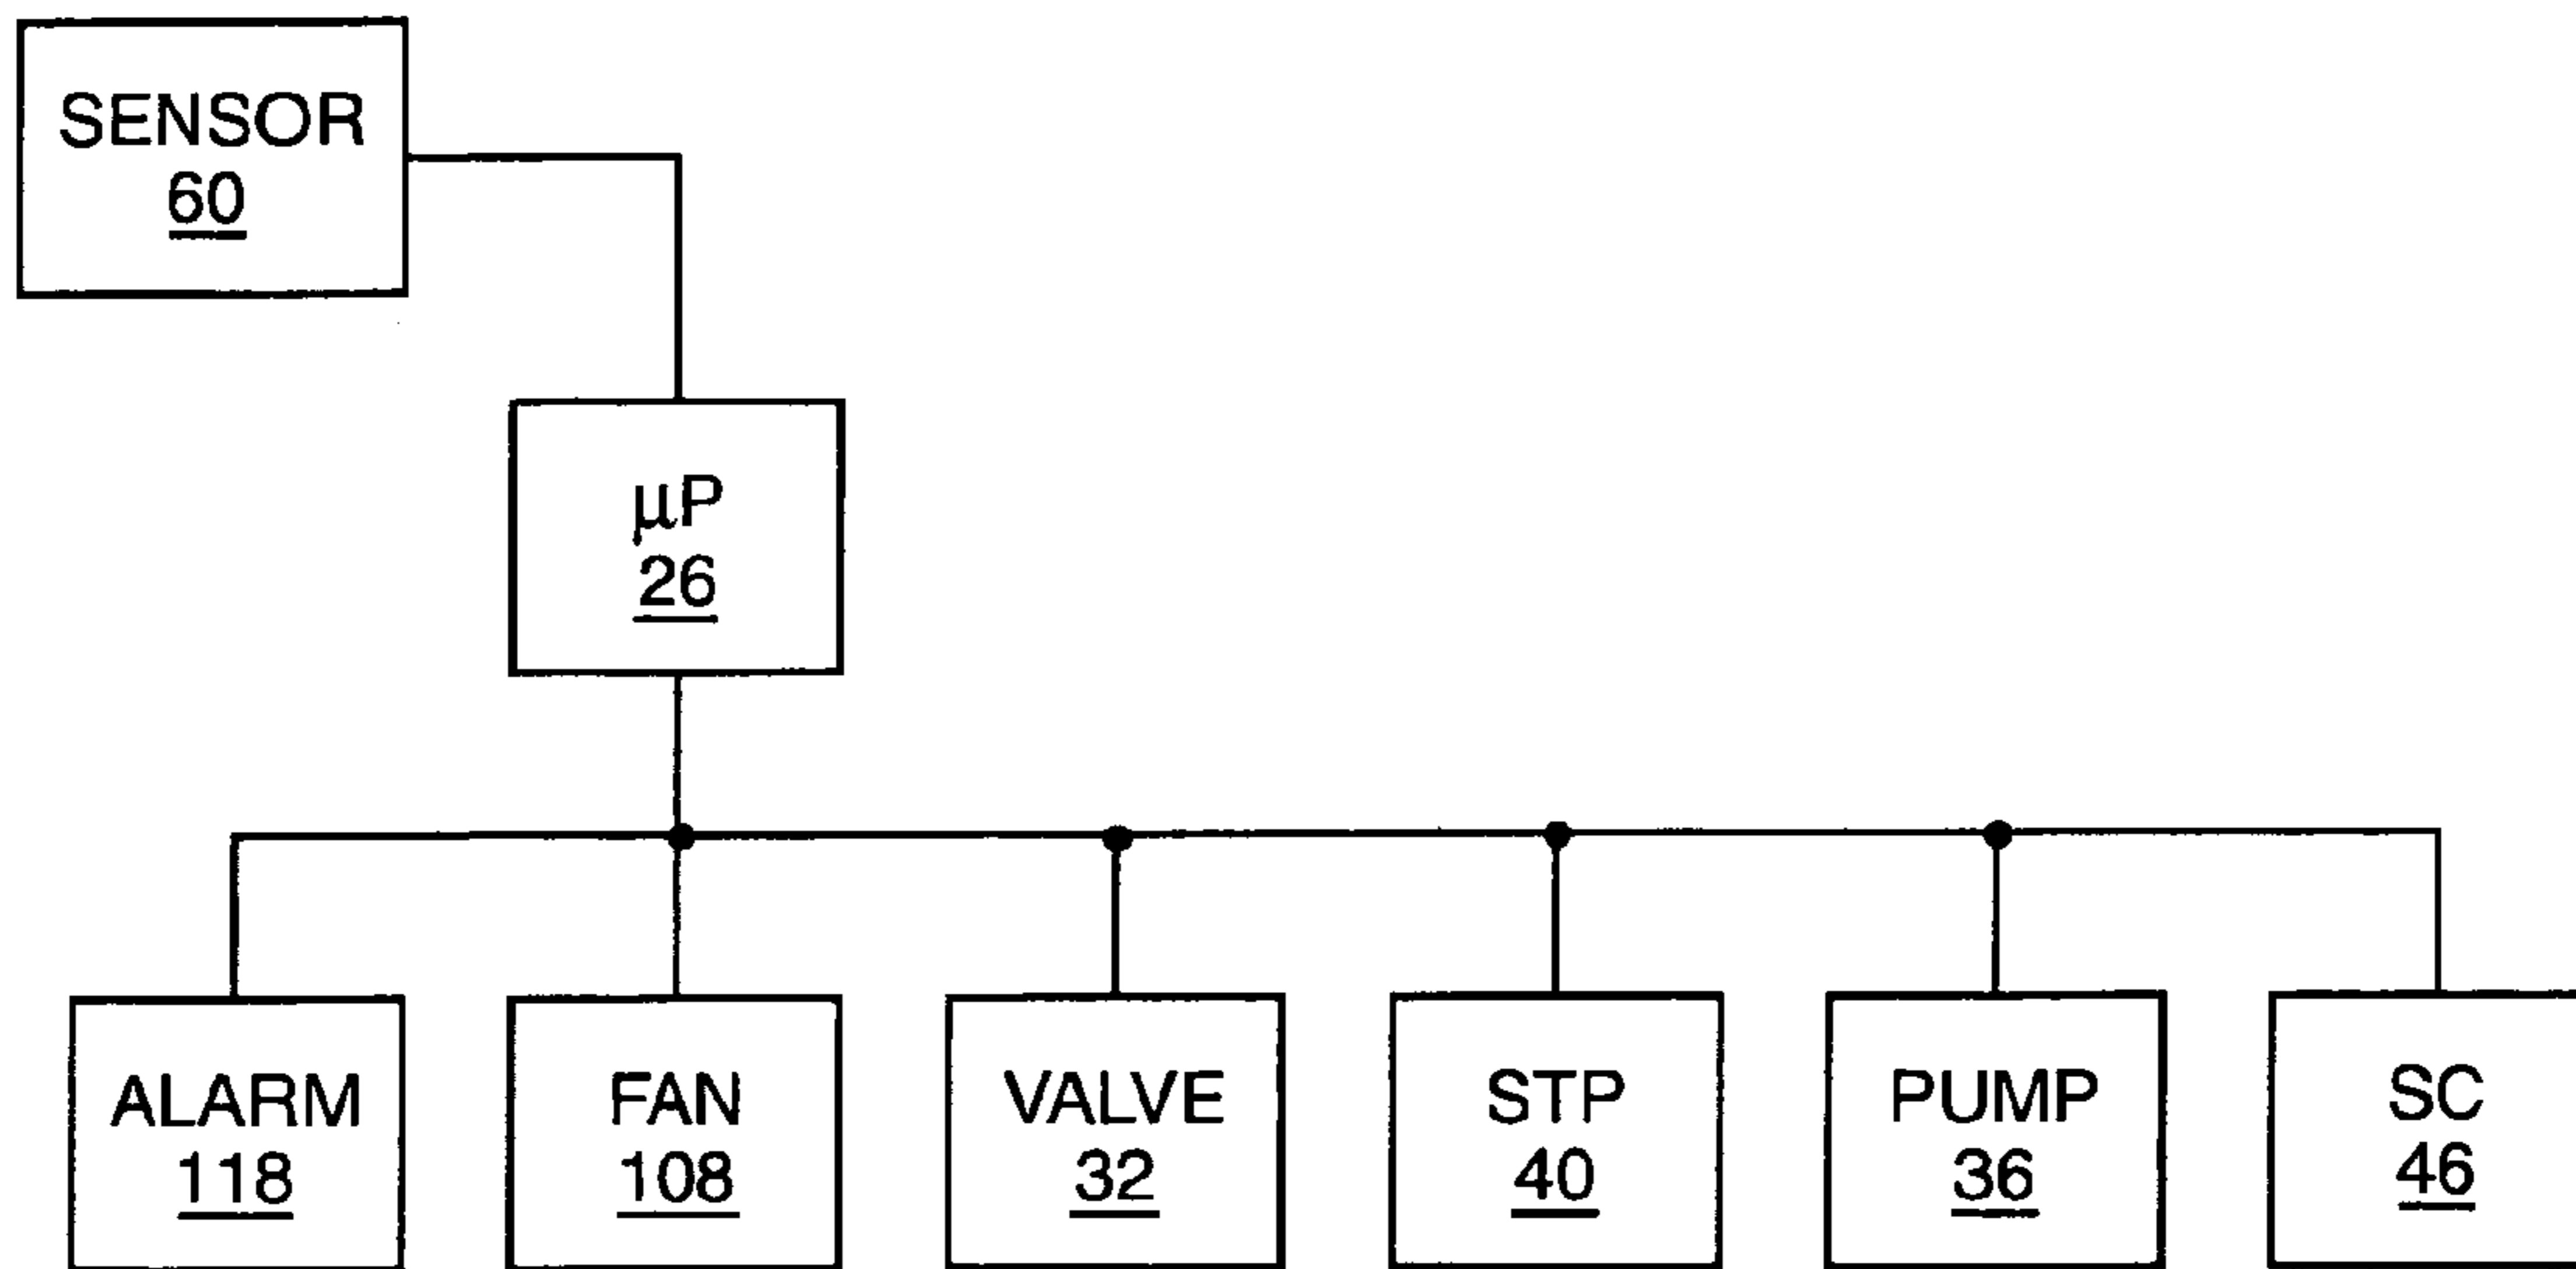 SENSOR
60
µP
26
ALARM
118
FAN
108
VALVE
32
STP
40
PUMP
36
SC
46